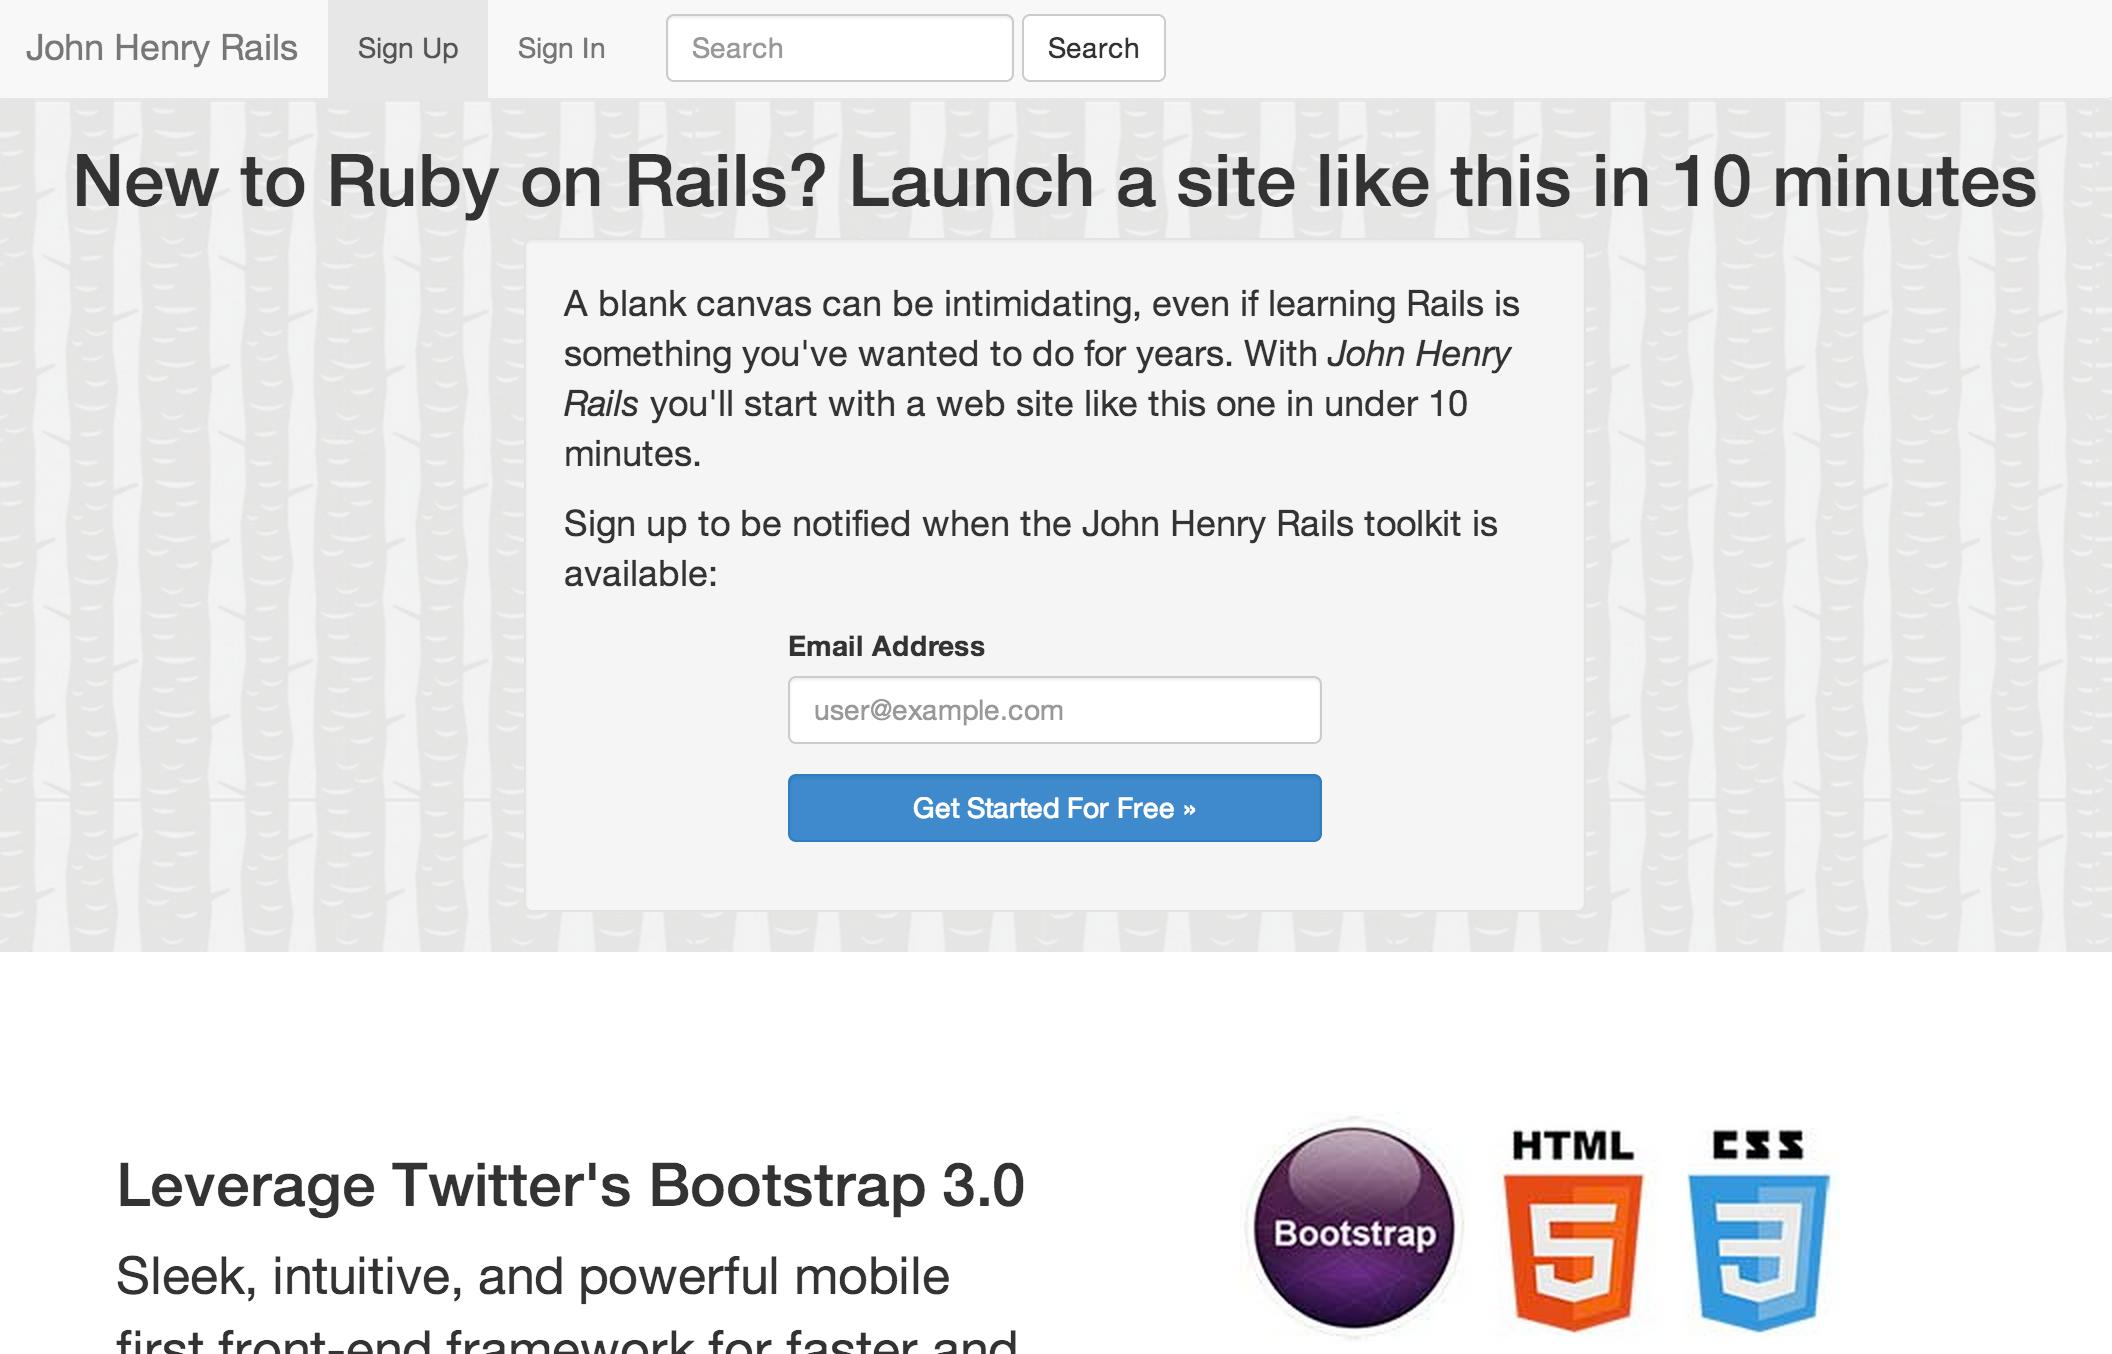 John Henry Rails Sign Up Sign In Search Search
New to Ruby on Rails? Launch a site like this in 10 minutes
A blank canvas can be intimidating, even if learning Rails is
something you've wanted to do for years. With John Henry
Rails you'll start with a web site like this one in under 10
minutes.
Sign up to be notified when the John Henry Rails toolkit is
available:
Email Address
user@example.com
Get Started For Free »
Leverage Twitter's Bootstrap 3.0
Sleek, intuitive, and powerful mobile
first front-end framework for faster and
Bootstrap
HTML
5
CSS
3